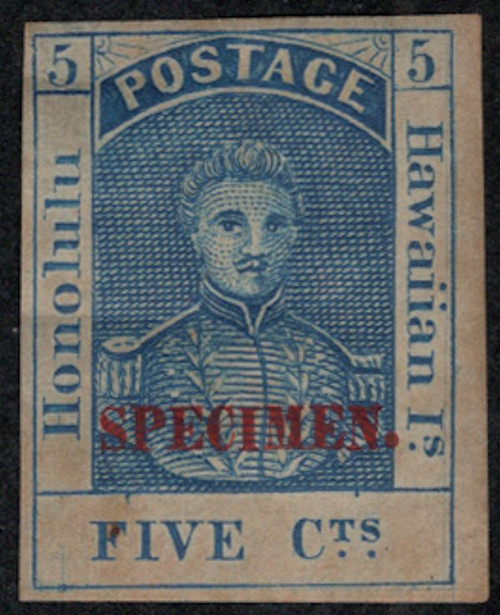 5 POSTAGE 5
Honolulu
Hawaiian Is.
SPECIMEN.
FIVE CTS.